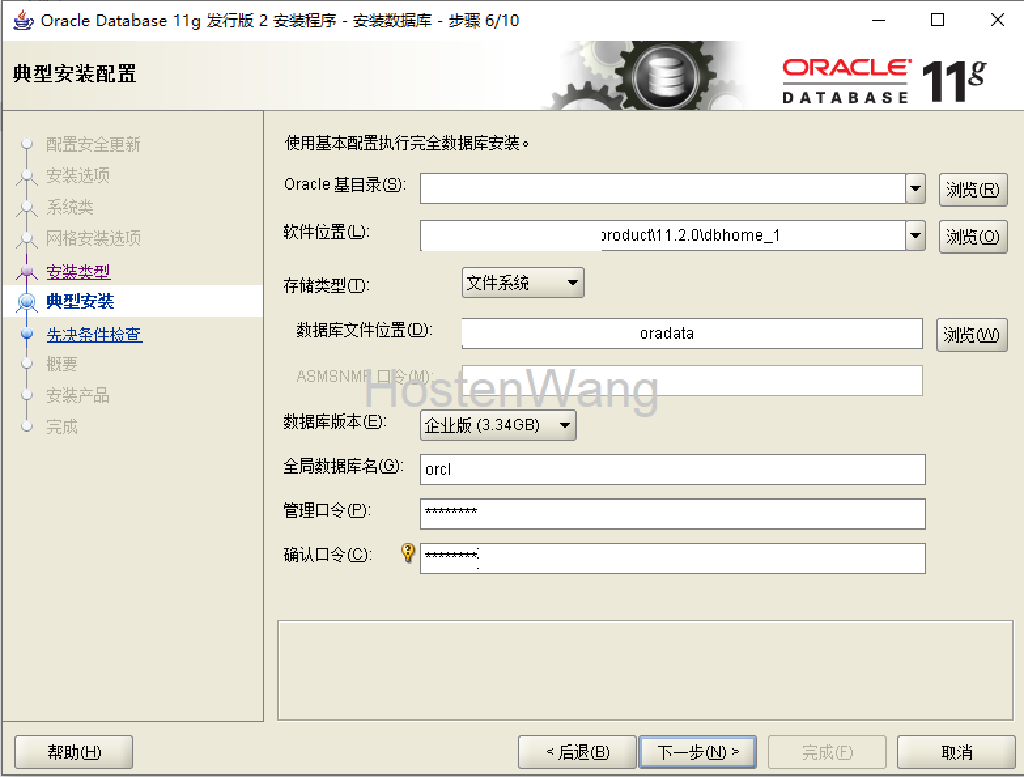 Oracle Database 11g 发行版 2 安装程序 - 安装数据库 - 步骤 6/10
典型安装配置
ORACLE 11g
DATABASE
配置安全更新
安装选项
系统类
网格安装选项
安装类型
典型安装
先决条件检查
概要
安装产品
完成
使用基本配置执行完全数据库安装。
Oracle 基目录(S): 浏览(R)
软件位置(L): product\11.2.0\dbhome_1 浏览(O)
存储类型(T): 文件系统
数据库文件位置(D): oradata 浏览(W)
ASMSNMP 口令(M):
HostenWang
数据库版本(E): 企业版 (3.34GB)
全局数据库名(G): orcl
管理口令(P): ********
确认口令(C): ********
帮助(H) < 后退(B) 下一步(N) > 完成(F) 取消